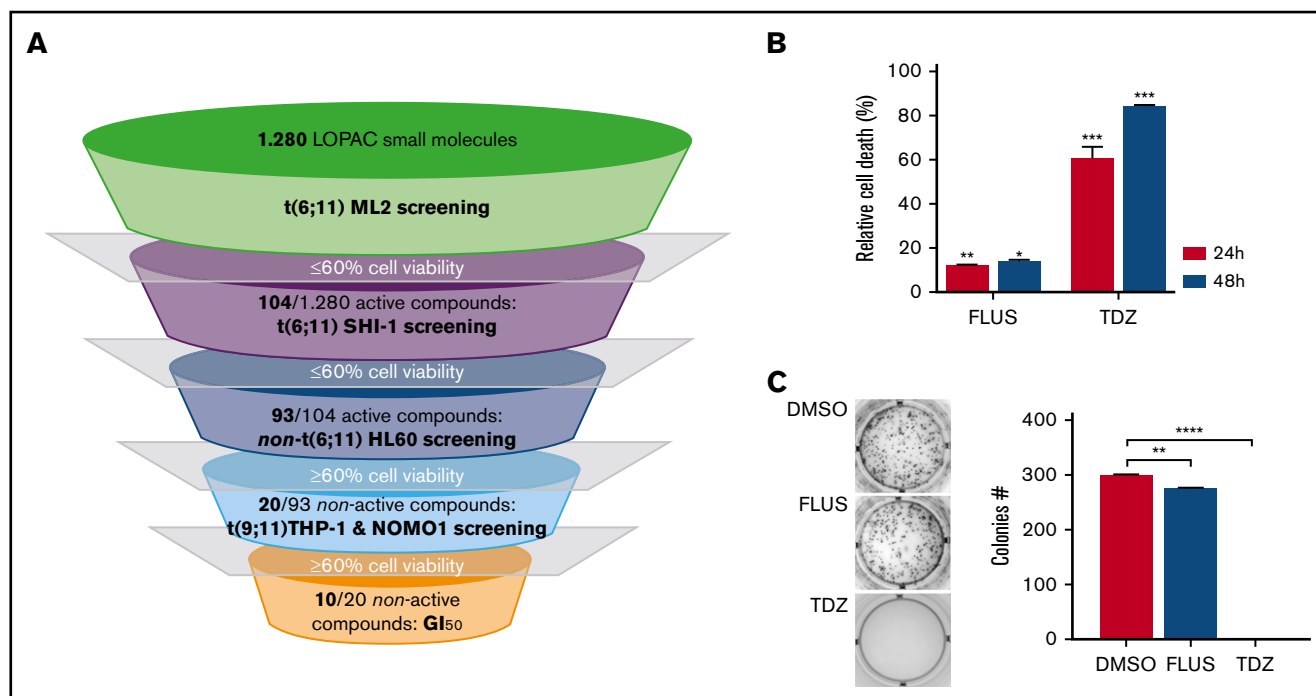 A
1.280 LOPAC small molecules
t(6;11) ML2 screening
≤60% cell viability
104/1.280 active compounds:
t(6;11) SHI-1 screening
≤60% cell viability
93/104 active compounds:
non-t(6;11) HL60 screening
≥60% cell viability
20/93 non-active compounds:
t(9;11)THP-1 & NOMO1 screening
≥60% cell viability
10/20 non-active
compounds: GI50
B
Relative cell death (%)
100
80
60
40
20
0
**
*
***
***
FLUS
TDZ
24h
48h
C
DMSO
FLUS
TDZ
Colonies #
400
300
200
300
0
****
**
DMSO
FLUS
TDZ